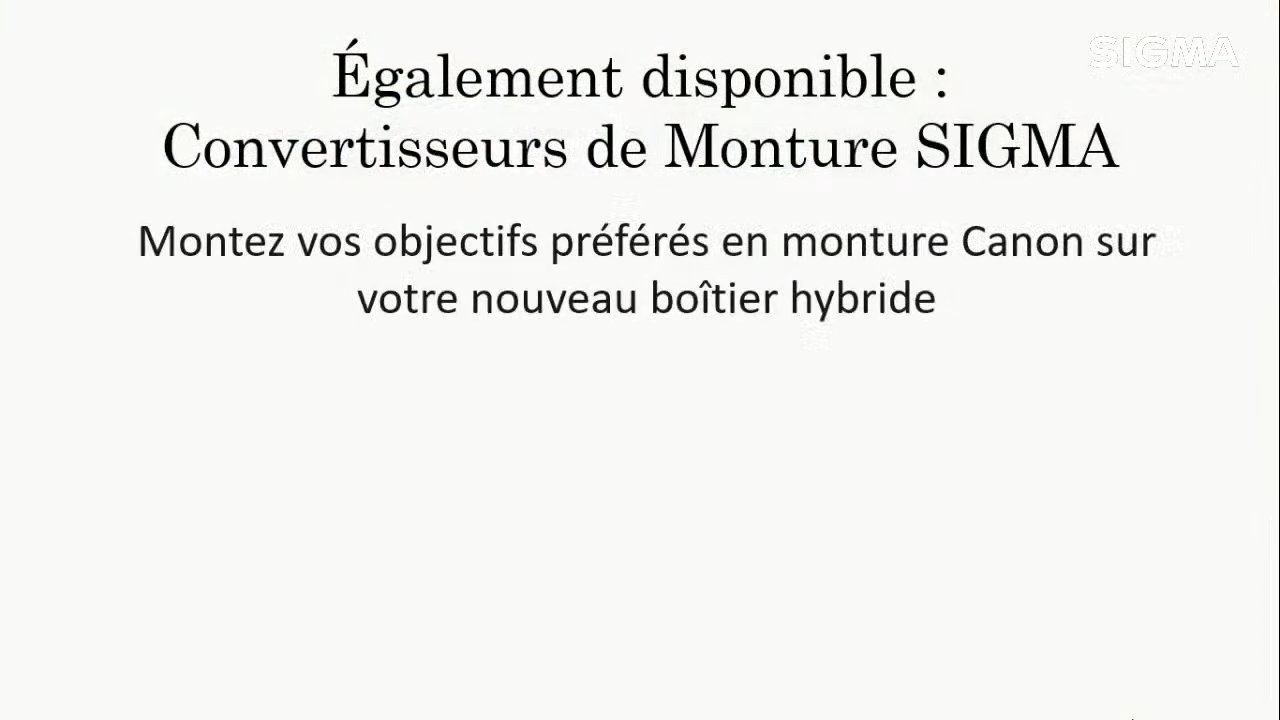 SIGMA
Également disponible :
Convertisseurs de Monture SIGMA
Montez vos objectifs préférés en monture Canon sur
votre nouveau boîtier hybride